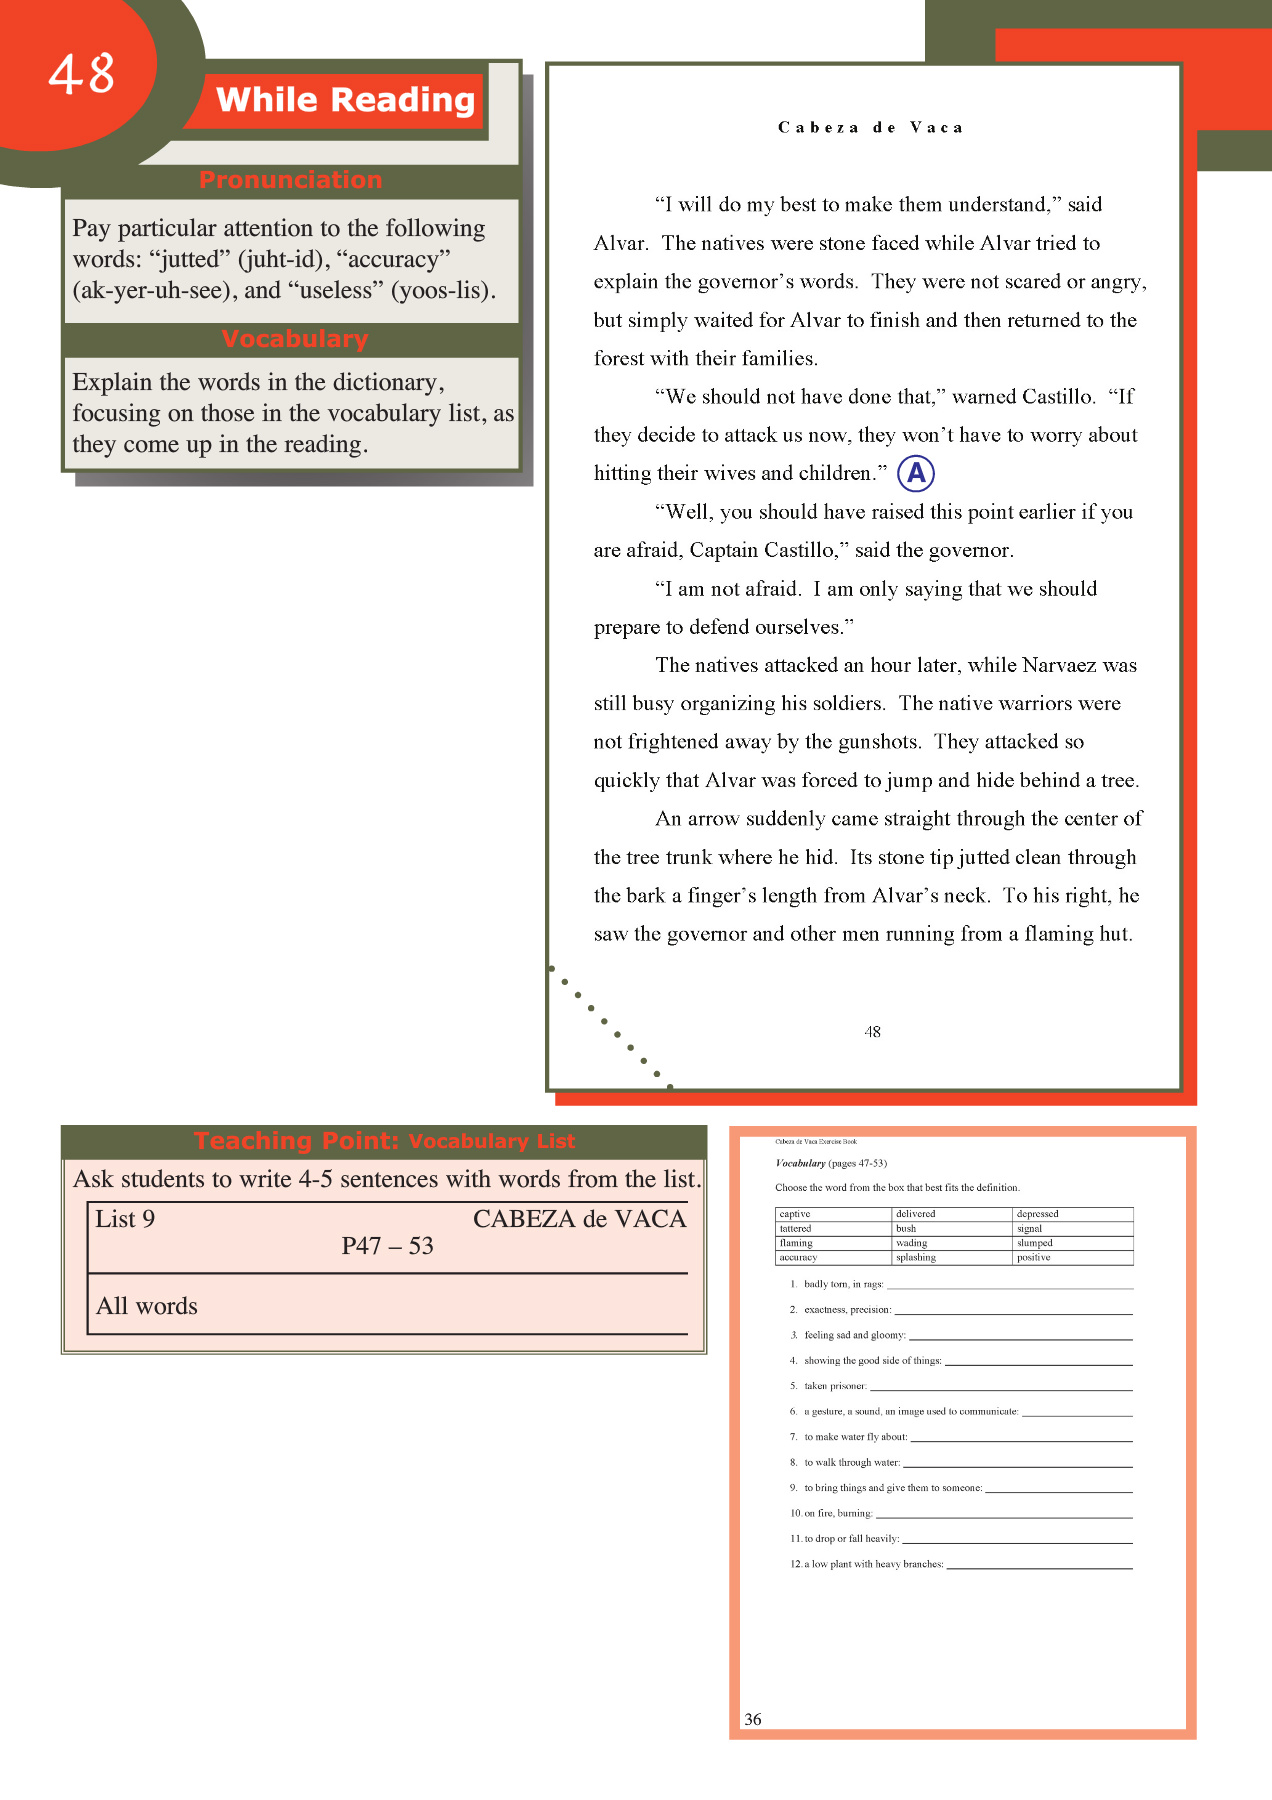 48
While Reading
Pronunciation
Pay particular attention to the following
words: “jutted” (juht-id), “accuracy”
(ak-yer-uh-see), and “useless” (yoos-lis).
Vocabulary
Explain the words in the dictionary,
focusing on those in the vocabulary list, as
they come up in the reading.
Cabeza de Vaca
“I will do my best to make them understand,” said
Alvar. The natives were stone faced while Alvar tried to
explain the governor’s words. They were not scared or angry,
but simply waited for Alvar to finish and then returned to the
forest with their families.
“We should not have done that,” warned Castillo. “If
they decide to attack us now, they won’t have to worry about
hitting their wives and children.” A
“Well, you should have raised this point earlier if you
are afraid, Captain Castillo,” said the governor.
“I am not afraid. I am only saying that we should
prepare to defend ourselves.”
The natives attacked an hour later, while Narvaez was
still busy organizing his soldiers. The native warriors were
not frightened away by the gunshots. They attacked so
quickly that Alvar was forced to jump and hide behind a tree.
An arrow suddenly came straight through the center of
the tree trunk where he hid. Its stone tip jutted clean through
the bark a finger’s length from Alvar’s neck. To his right, he
saw the governor and other men running from a flaming hut.
48
Teaching Point: Vocabulary List
Ask students to write 4-5 sentences with words from the list.
List 9 CABEZA de VACA
P47 – 53
All words
Cabeza de Vaca Exercise Book
Vocabulary (pages 47-53)
Choose the word from the box that best fits the definition.
captive delivered depressed
tattered bush signal
flaming wading slumped
accuracy splashing positive
1. badly torn, in rags:
2. exactness, precision:
3. feeling sad and gloomy:
4. showing the good side of things:
5. taken prisoner:
6. a gesture, a sound, an image used to communicate:
7. to make water fly about:
8. to walk through water:
9. to bring things and give them to someone:
10. on fire, burning:
11. to drop or fall heavily:
12. a low plant with heavy branches:
36